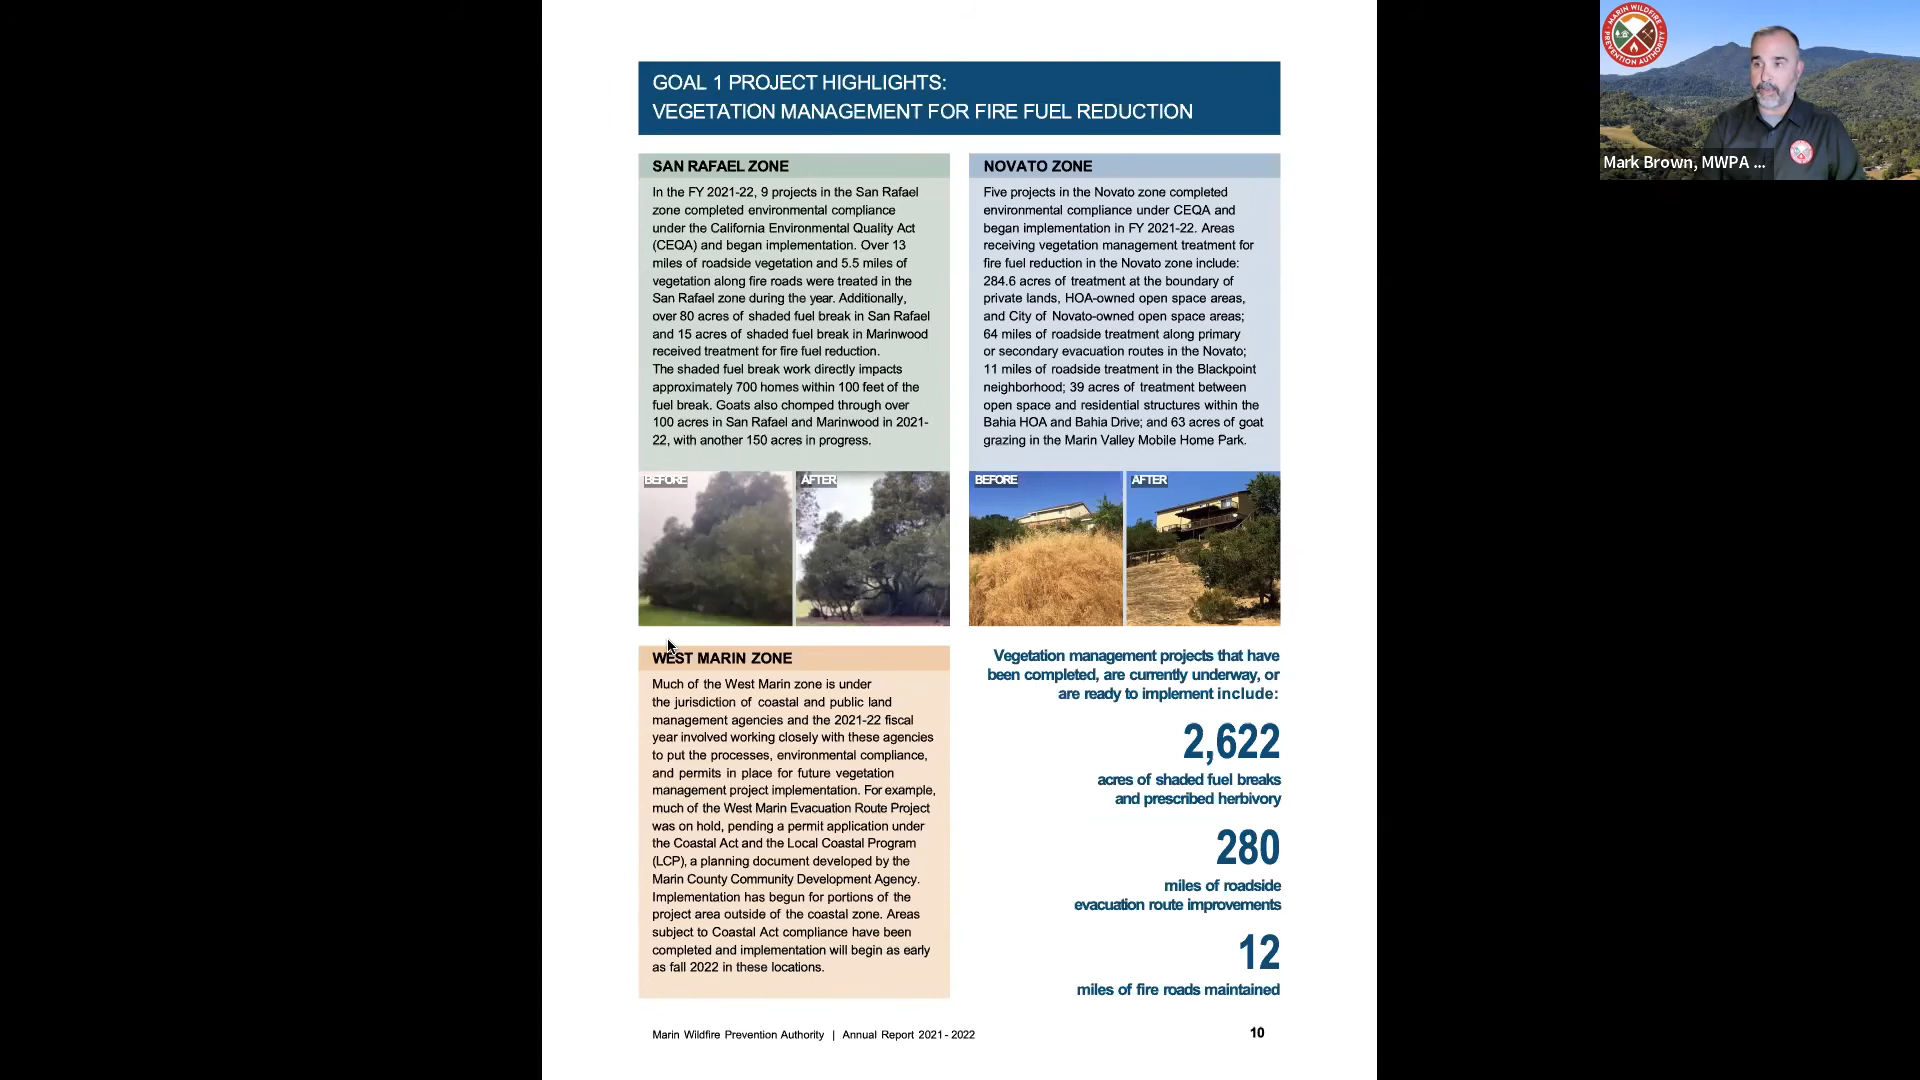 GOAL 1 PROJECT HIGHLIGHTS:
VEGETATION MANAGEMENT FOR FIRE FUEL REDUCTION
SAN RAFAEL ZONE
In the FY 2021-22, 9 projects in the San Rafael
zone completed environmental compliance
under the California Environmental Quality Act
(CEQA) and began implementation. Over 13
miles of roadside vegetation and 5.5 miles of
vegetation along fire roads were treated in the
San Rafael zone during the year. Additionally,
over 80 acres of shaded fuel break in San Rafael
and 15 acres of shaded fuel break in Marinwood
received treatment for fire fuel reduction.
The shaded fuel break work directly impacts
approximately 700 homes within 100 feet of the
fuel break. Goats also chomped through over
100 acres in San Rafael and Marinwood in 2021-
22, with another 150 acres in progress.
BEFORE
AFTER
NOVATO ZONE
Five projects in the Novato zone completed
environmental compliance under CEQA and
began implementation in FY 2021-22. Areas
receiving vegetation management treatment for
fire fuel reduction in the Novato zone include:
284.6 acres of treatment at the boundary of
private lands, HOA-owned open space areas,
and City of Novato-owned open space areas;
64 miles of roadside treatment along primary
or secondary evacuation routes in the Novato;
11 miles of roadside treatment in the Blackpoint
neighborhood; 39 acres of treatment between
open space and residential structures within the
Bahia HOA and Bahia Drive; and 63 acres of goat
grazing in the Marin Valley Mobile Home Park.
BEFORE
AFTER
WEST MARIN ZONE
Much of the West Marin zone is under
the jurisdiction of coastal and public land
management agencies and the 2021-22 fiscal
year involved working closely with these agencies
to put the processes, environmental compliance,
and permits in place for future vegetation
management project implementation. For example,
much of the West Marin Evacuation Route Project
was on hold, pending a permit application under
the Coastal Act and the Local Coastal Program
(LCP), a planning document developed by the
Marin County Community Development Agency.
Implementation has begun for portions of the
project area outside of the coastal zone. Areas
subject to Coastal Act compliance have been
completed and implementation will begin as early
as fall 2022 in these locations.
Vegetation management projects that have
been completed, are currently underway, or
are ready to implement include:
2,622
acres of shaded fuel breaks
and prescribed herbivory
280
miles of roadside
evacuation route improvements
12
miles of fire roads maintained
Marin Wildfire Prevention Authority | Annual Report 2021 - 2022
10
MARIN WILDFIRE
PREVENTION AUTHORITY
Mark Brown, MWPA ...